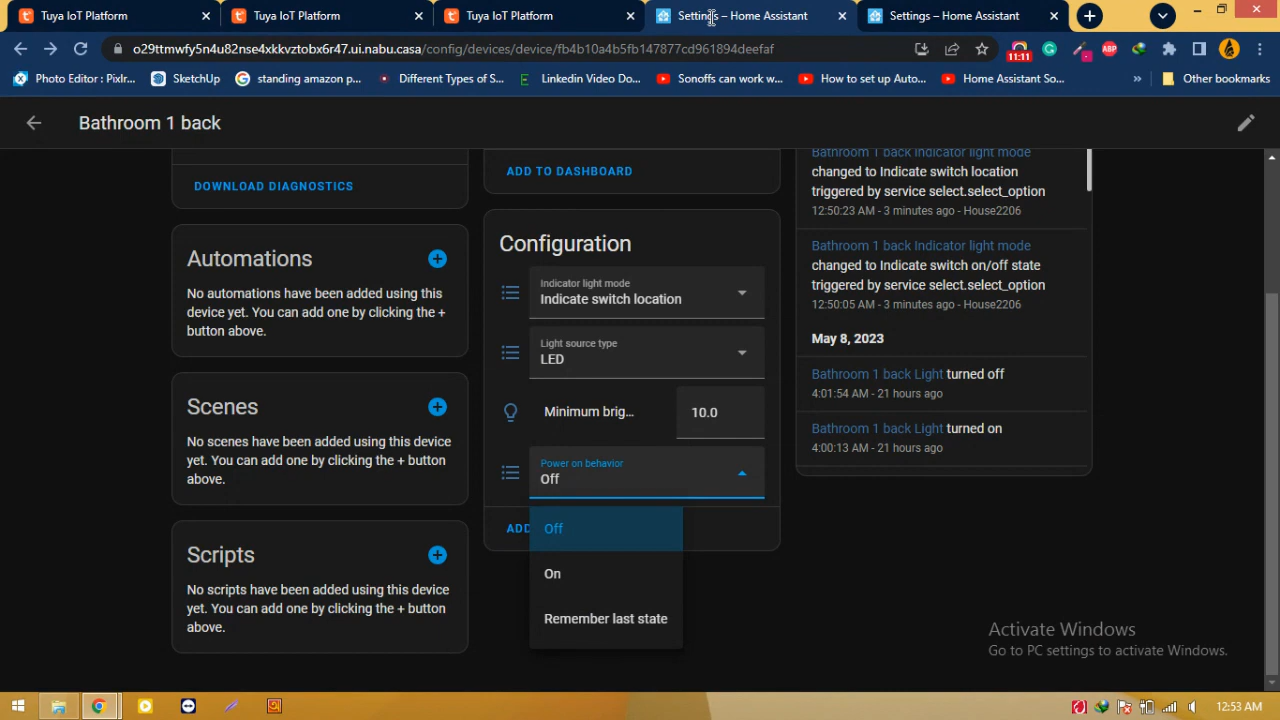 Tuya IoT Platform
Tuya IoT Platform
Tuya IoT Platform
Settings – Home Assistant
Settings – Home Assistant
o29ttmwfy5n4u82nse4xkkvztobx6r47.ui.nabu.casa/config/devices/device/fb4b10a4b5fb147877cd961894deefaf
11:11
ABP
Photo Editor : Pixlr...
SketchUp
standing amazon p...
Different Types of S...
Linkedin Video Do...
Sonoffs can work w...
How to set up Auto...
Home Assistant So...
»
Other bookmarks
Bathroom 1 back
DOWNLOAD DIAGNOSTICS
Automations
No automations have been added using this
device yet. You can add one by clicking the +
button above.
Scenes
No scenes have been added using this device
yet. You can add one by clicking the + button
above.
Scripts
No scripts have been added using this device
yet. You can add one by clicking the + button
above.
ADD TO DASHBOARD
Configuration
Indicator light mode
Indicate switch location
Light source type
LED
Minimum brig...
10.0
Power on behavior
Off
ADD
Off
On
Remember last state
Bathroom 1 back Indicator light mode
changed to Indicate switch location
triggered by service select.select_option
12:50:23 AM - 3 minutes ago - House2206
Bathroom 1 back Indicator light mode
changed to Indicate switch on/off state
triggered by service select.select_option
12:50:05 AM - 3 minutes ago - House2206
May 8, 2023
Bathroom 1 back Light turned off
4:01:54 AM - 21 hours ago
Bathroom 1 back Light turned on
4:00:13 AM - 21 hours ago
Activate Windows
Go to PC settings to activate Windows.
12:53 AM